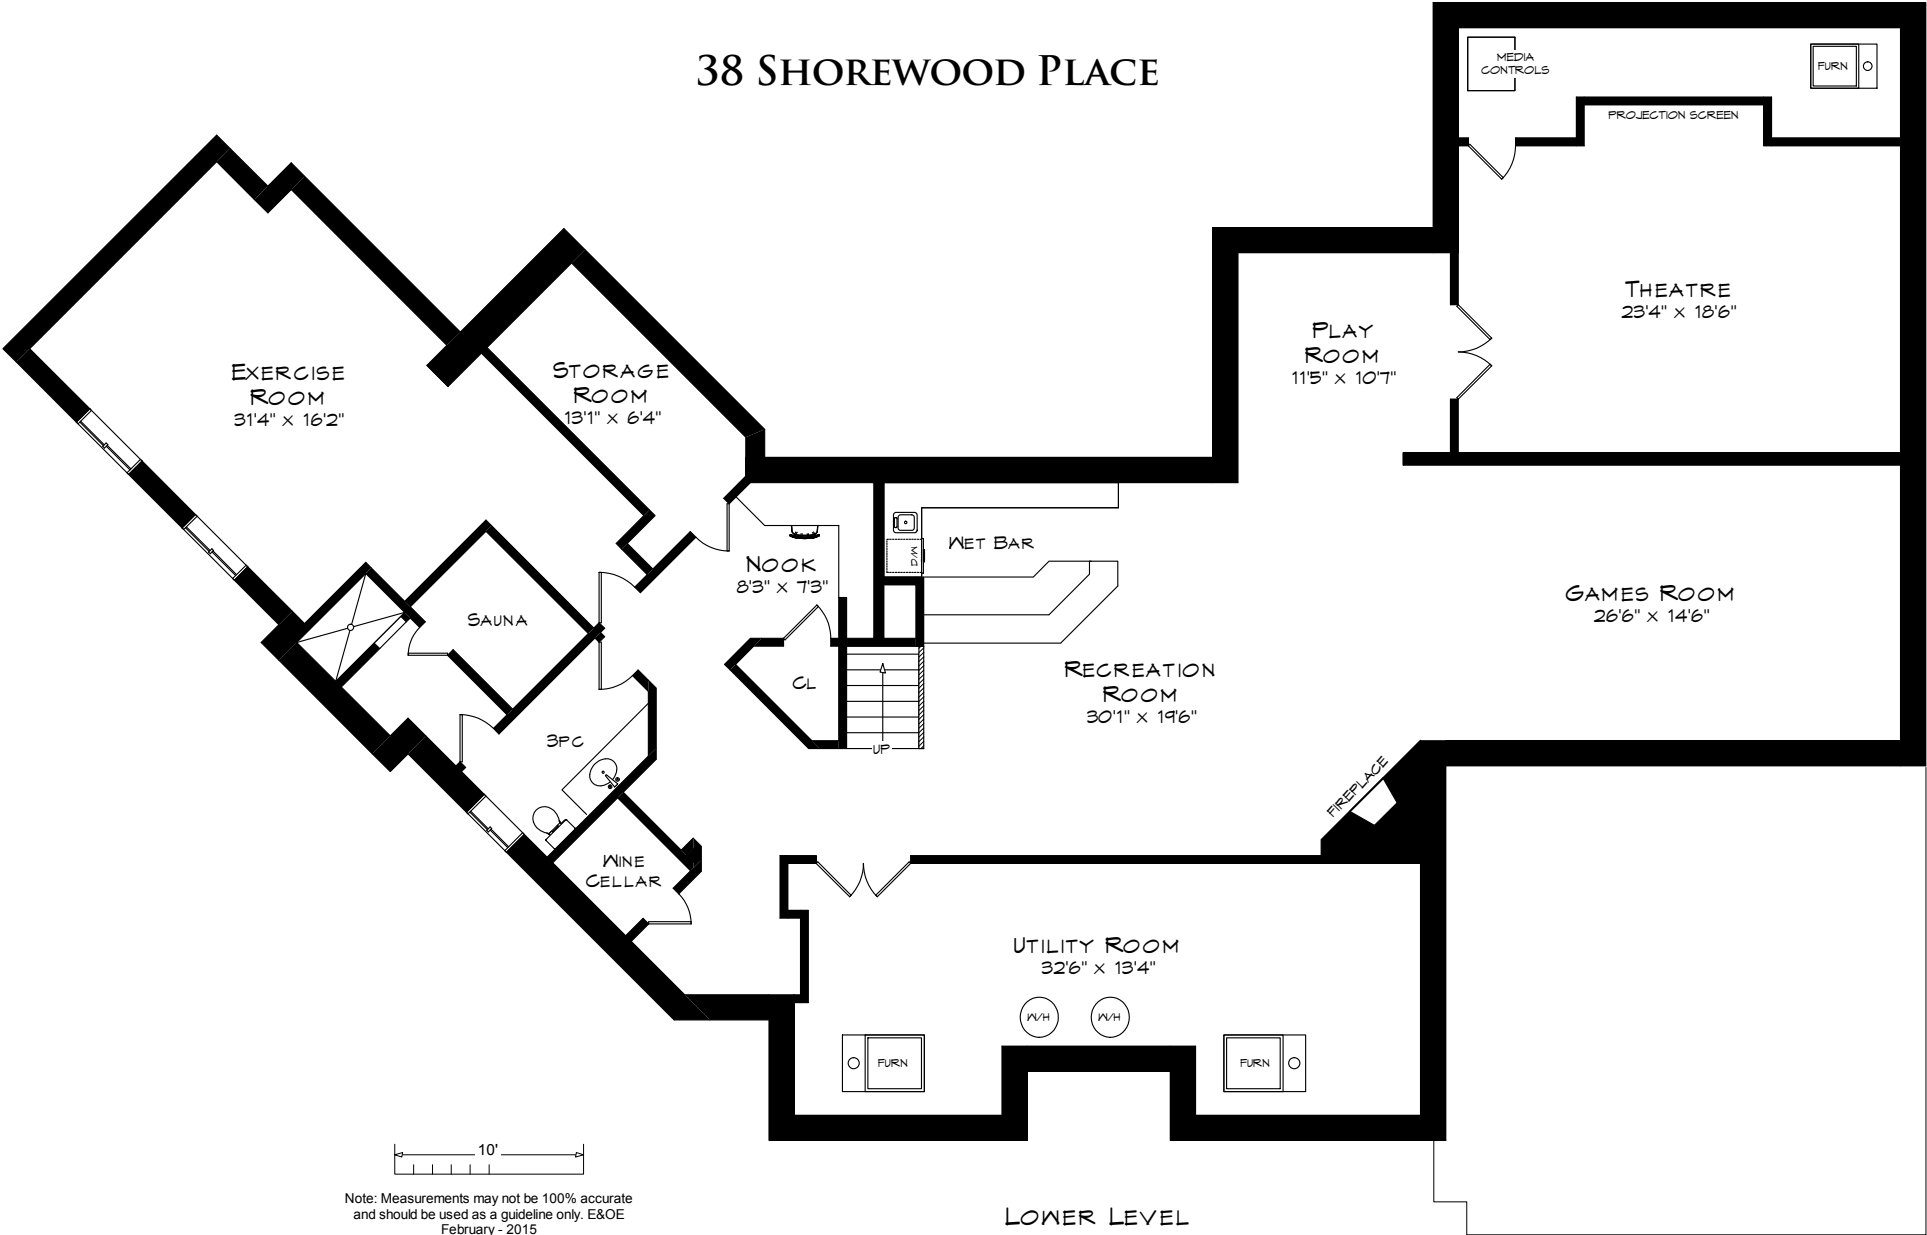 38 SHOREWOOD PLACE
MEDIA
CONTROLS
FURN
PROJECTION SCREEN
THEATRE
23'4" x 18'6"
PLAY
ROOM
11'5" x 10'7"
EXERCISE
ROOM
31'4" x 16'2"
STORAGE
ROOM
13'1" x 6'4"
NOOK
8'3" x 7'3"
WET BAR
M/D
GAMES ROOM
26'6" x 14'6"
SAUNA
RECREATION
ROOM
30'1" x 19'6"
CL
UP
3PC
FIREPLACE
WINE
CELLAR
UTILITY ROOM
32'6" x 13'4"
W/H
W/H
FURN
FURN
10'
Note: Measurements may not be 100% accurate
and should be used as a guideline only. E&OE
February - 2015
LOWER LEVEL